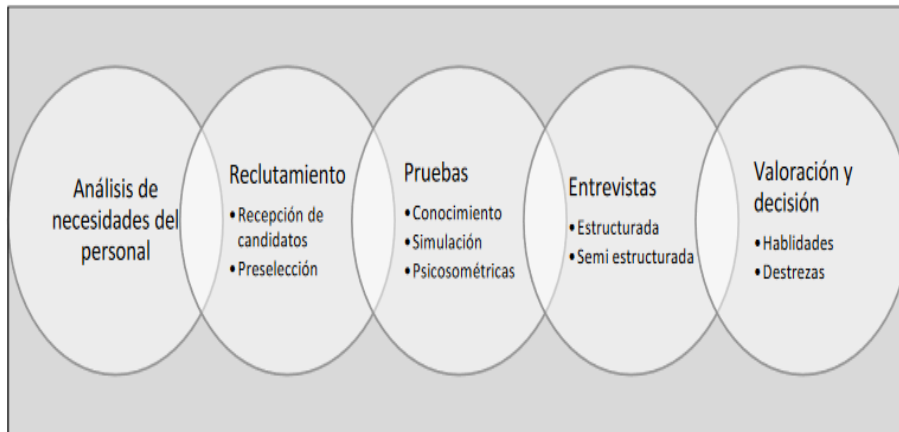 Análisis de
necesidades del
personal
Reclutamiento
•Recepción de
candidatos
•Preselección
Pruebas
•Conocimiento
•Simulación
•Psicosométricas
Entrevistas
•Estructurada
•Semi estructurada
Valoración y
decisión
•Hablidades
•Destrezas